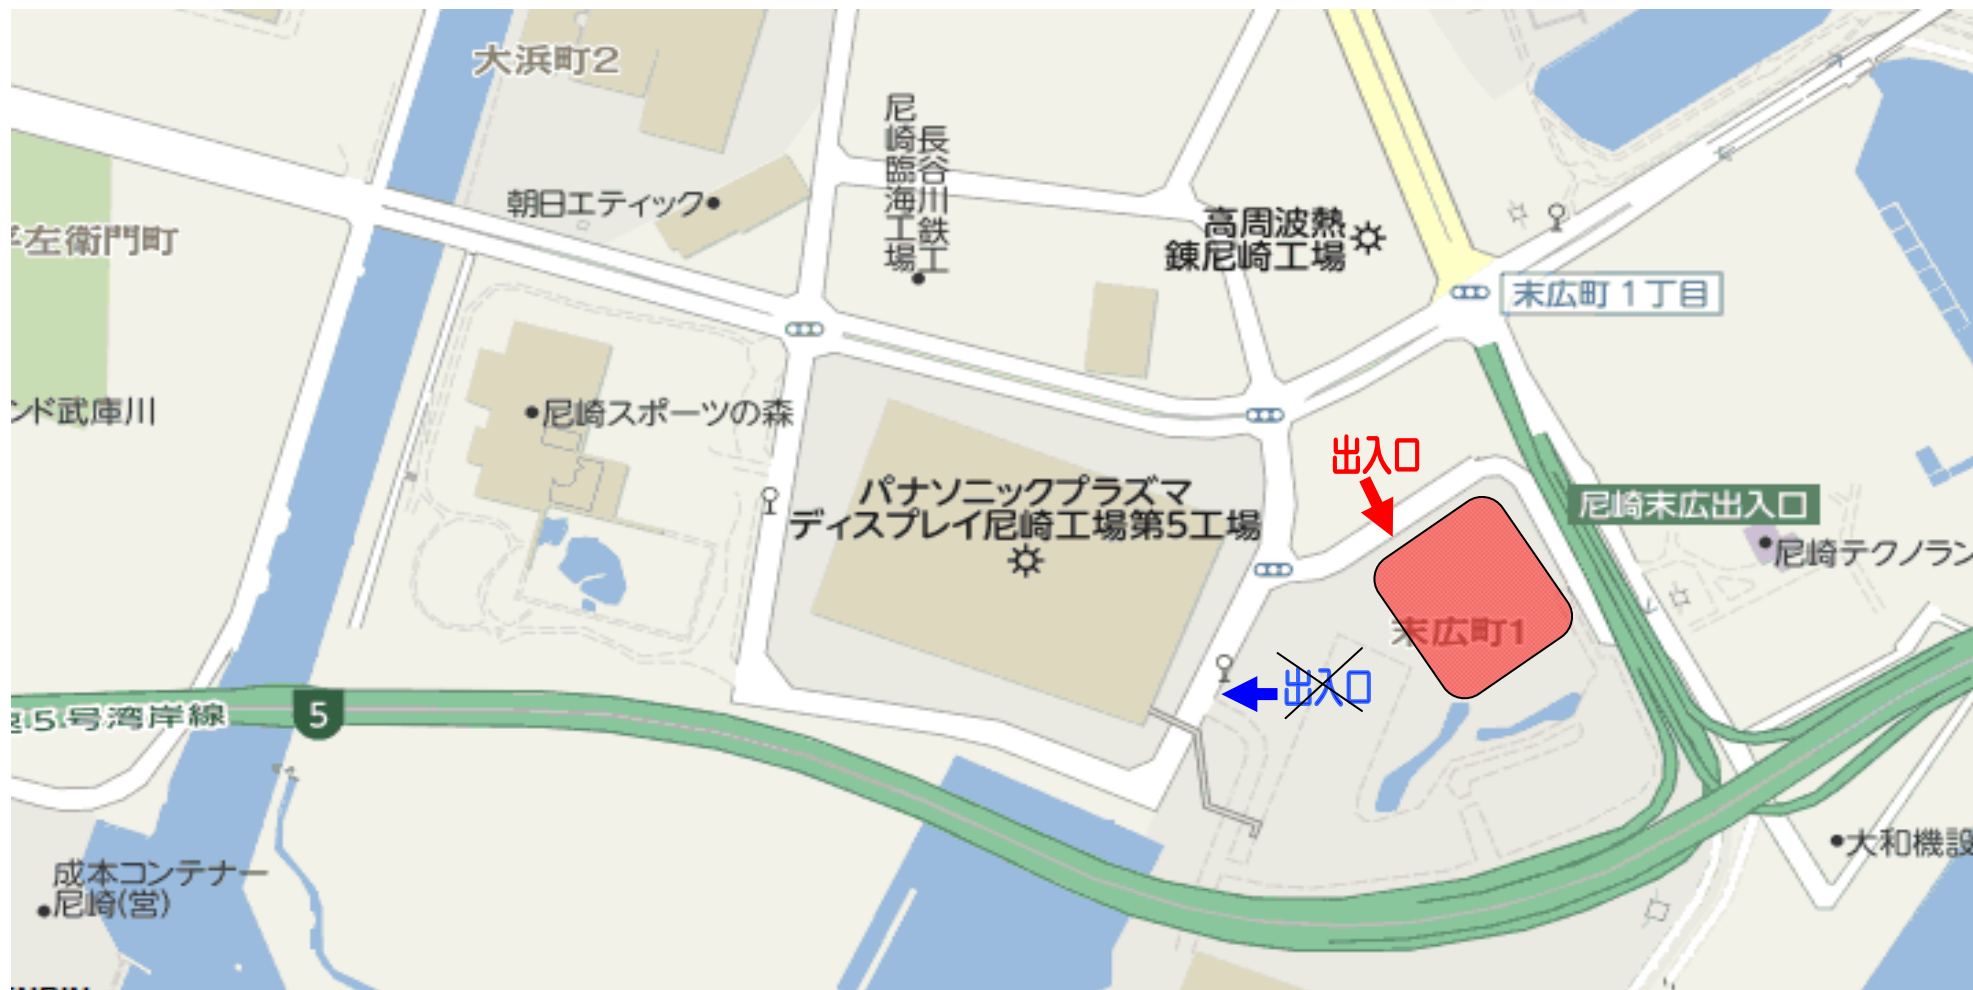 大浜町2
尼崎臨海工場
長谷川鉄工
朝日エティック
左衛門町
高周波熱
錬尼崎工場
末広町1丁目
ンド武庫川
尼崎スポーツの森
出入口
パナソニックプラズマ
ディスプレイ尼崎工場第5工場
尼崎末広出入口
尼崎テクノラン
末広町1
出入口
5号湾岸線
5
大和機設
成本コンテナー
尼崎(営)